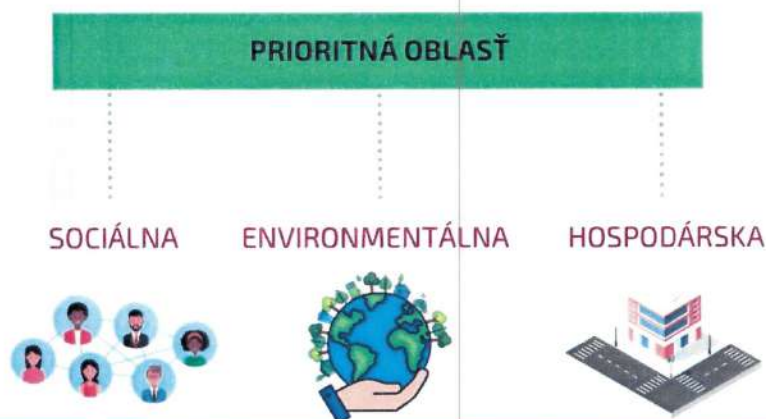 PRIORITNÁ OBLASŤ
SOCIÁLNA ENVIRONMENTÁLNA HOSPODÁRSKA